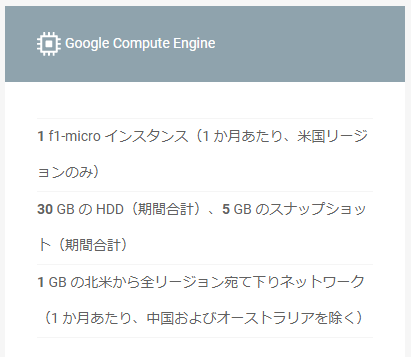 Google Compute Engine
1 f1-micro インスタンス（1 か月あたり、米国リージ
ョンのみ）
30 GB の HDD（期間合計）、5 GB のスナップショッ
ト（期間合計）
1 GB の北米から全リージョン宛て下りネットワーク
（1 か月あたり、中国およびオーストラリアを除く）